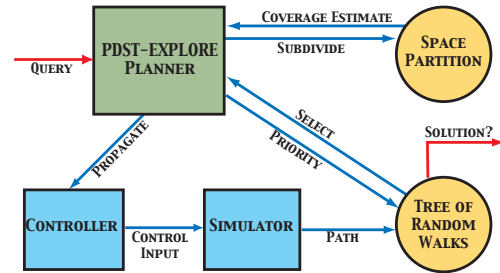 COVERAGE ESTIMATE
PDST-EXPLORE
PLANNER
QUERY
SUBDIVIDE
SPACE
PARTITION
SELECT
PRIORITY
SOLUTION?
PROPAGATE
CONTROLLER
SIMULATOR
TREE OF
RANDOM
WALKS
CONTROL
INPUT
PATH